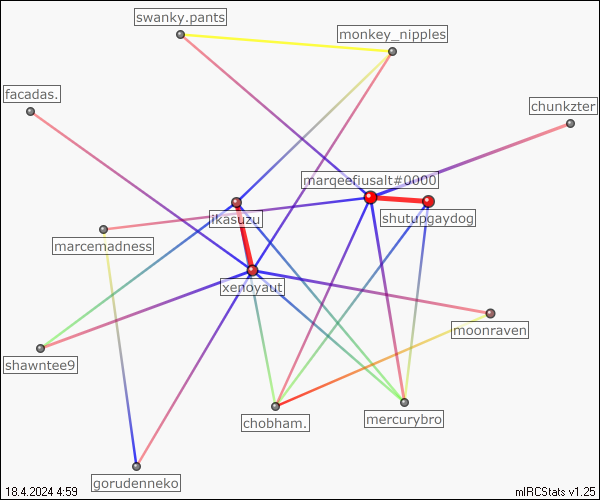 swanky.pants
monkey_nipples
facadas.
chunkzter
marqeefiusalt#0000
jikasuzu
shutupgaydog
marcemadness
xenoyaut
moonraven
shawntee9
chobham.
mercurybro
gorudenneko
18.4.2024 4:59
mIRCStats v1.25